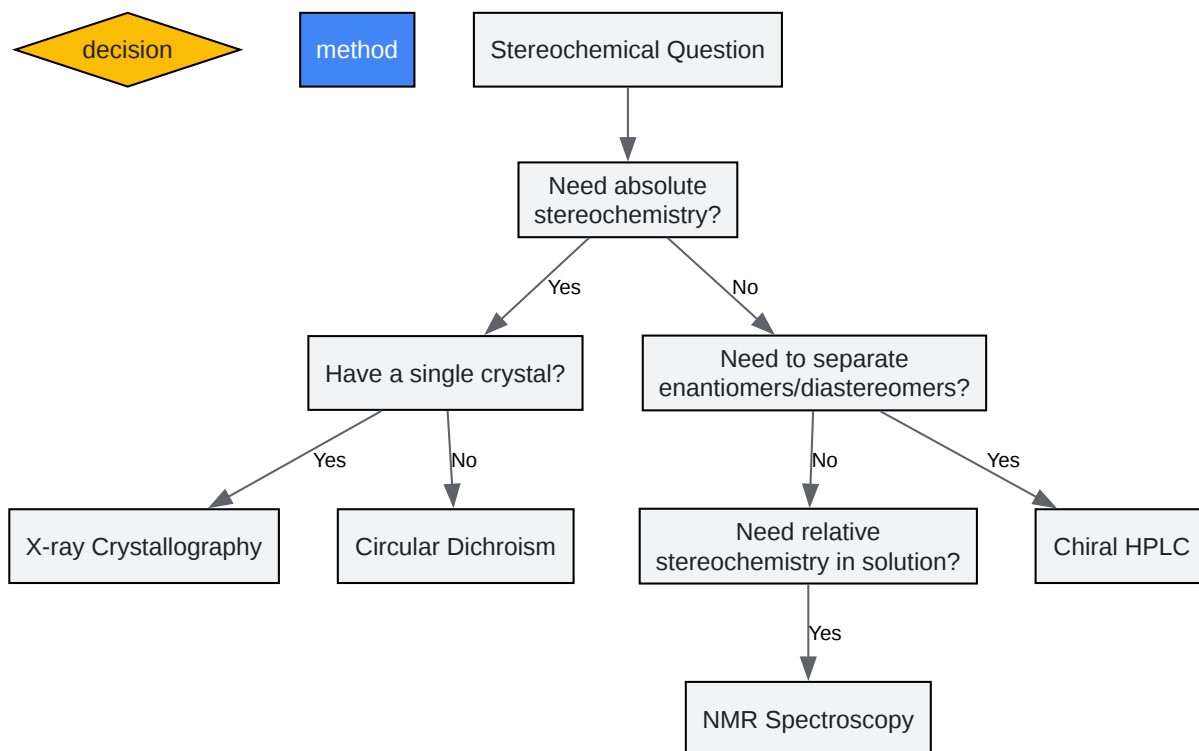 decision
method
Stereochemical Question
Need absolute
stereochemistry?
Yes
No
Have a single crystal?
Need to separate
enantiomers/diastereomers?
Yes
No
No
Yes
X-ray Crystallography
Circular Dichroism
Need relative
stereochemistry in solution?
Chiral HPLC
Yes
NMR Spectroscopy